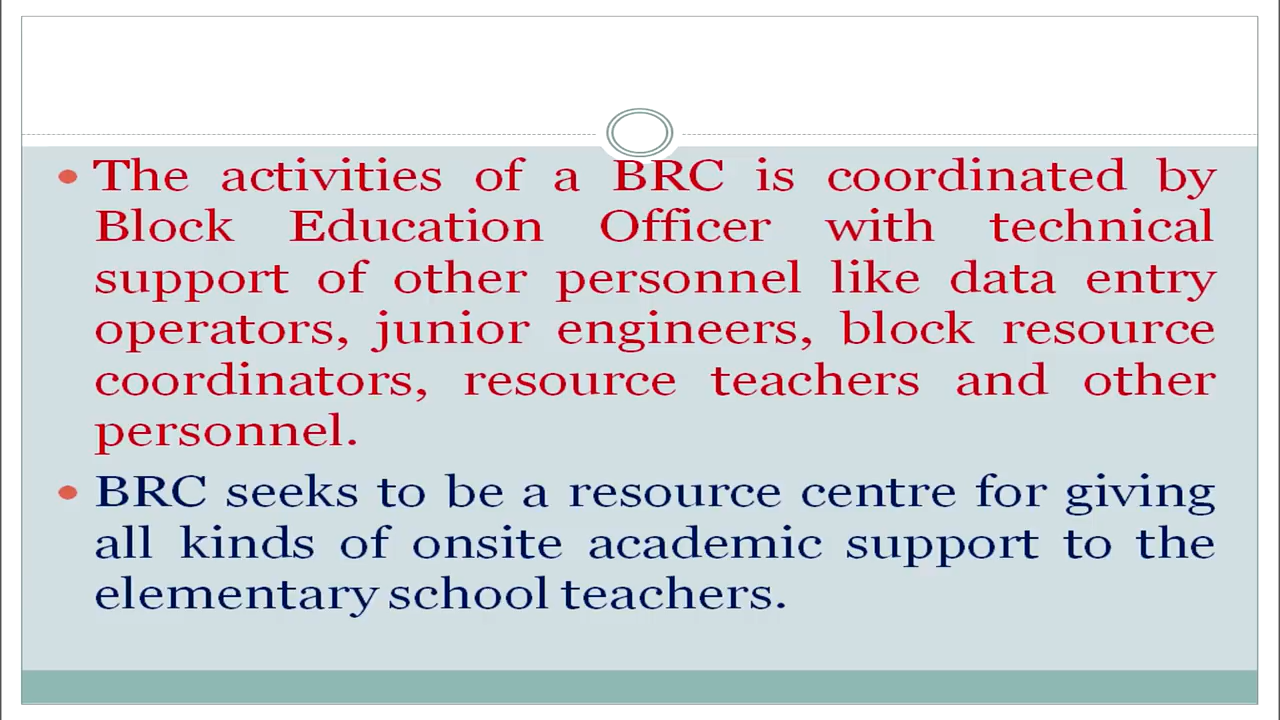 The activities of a BRC is coordinated by
Block Education Officer with technical
support of other personnel like data entry
operators, junior engineers, block resource
coordinators, resource teachers and other
personnel.
BRC seeks to be a resource centre for giving
all kinds of onsite academic support to the
elementary school teachers.